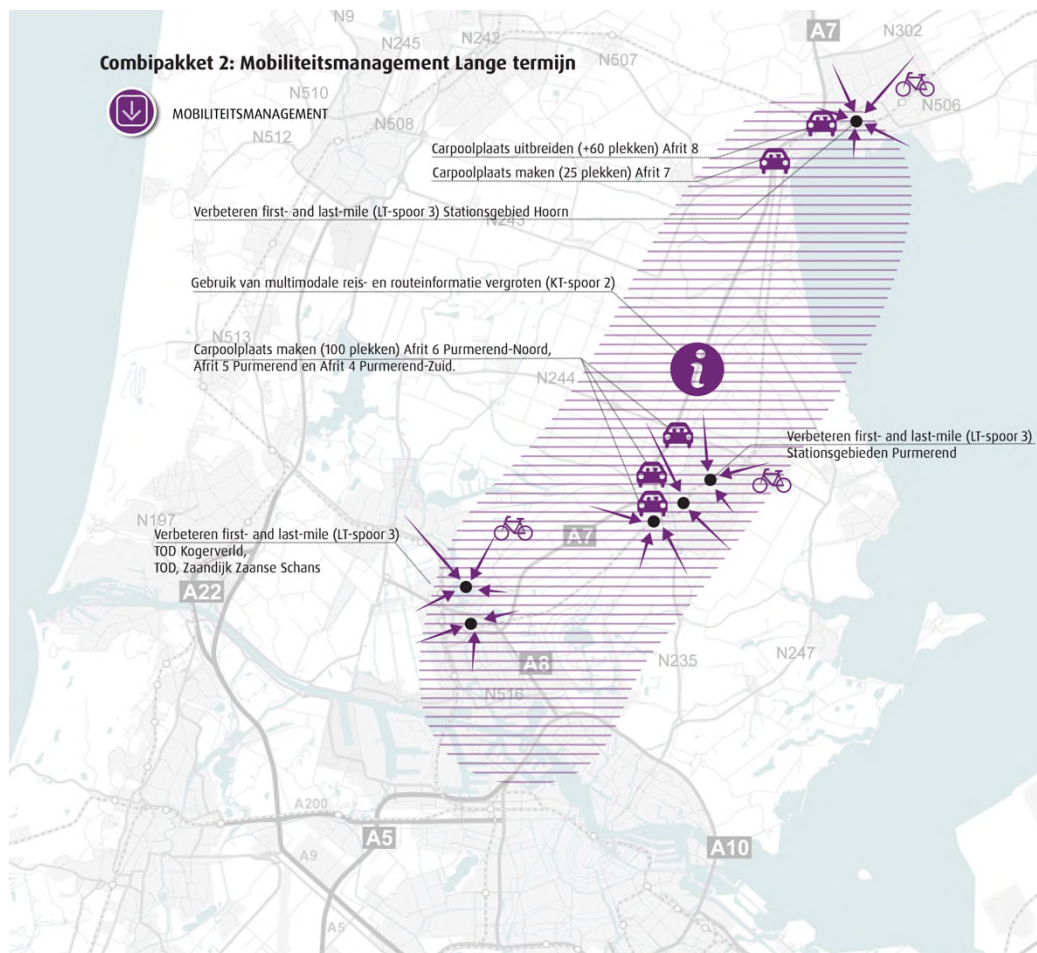 A7
N9
N302
N245
N242
Combipakket 2: Mobiliteitsmanagement Lange termijn
N507
N510
N506
MOBILITEITSMANAGEMENT
N508
N512
Carpoolplaats uitbreiden (+60 plekken) Afrit 8
Carpoolplaats maken (25 plekken) Afrit 7
Verbeteren first- and last-mile (LT-spoor 3) Stationsgebied Hoorn
N243
Gebruik van multimodale reis- en routeinformatie vergroten (KT-spoor 2)
N513
Carpoolplaats maken (100 plekken) Afrit 6 Purmerend-Noord,
Afrit 5 Purmerend en Afrit 4 Purmerend-Zuid.
i
N244
Verbeteren first- and last-mile (LT-spoor 3)
Stationsgebieden Purmerend
N197
Verbeteren first- and last-mile (LT-spoor 3)
TOD Kogerverld,
TOD, Zaandijk Zaanse Schans
A7
A22
N247
N235
A8
N516
A200
A5
A10
A9
A5